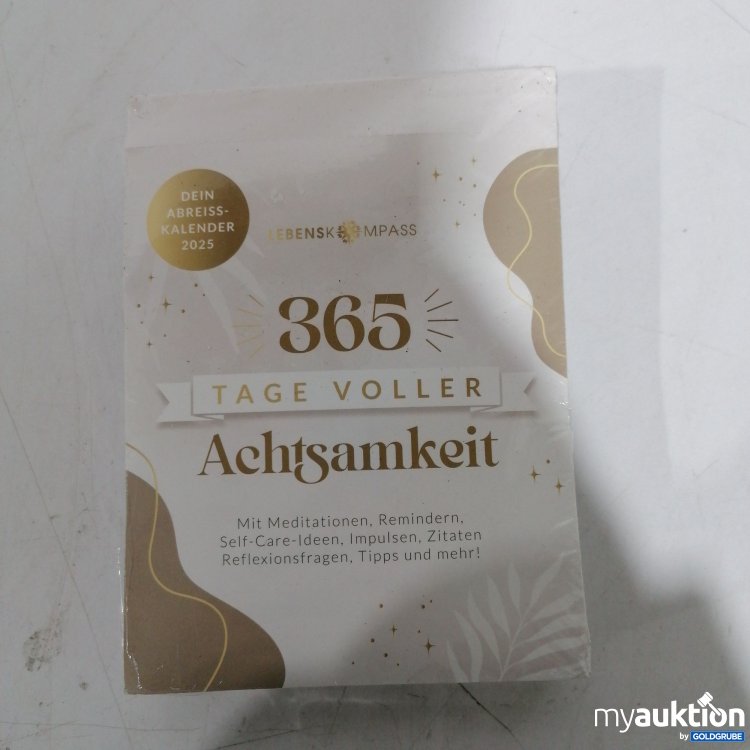 DEIN
ABREISS-
KALENDER
2025
LEBENSKOMPASS
365
TAGE VOLLER
Achtsamkeit
Mit Meditationen, Remindern,
Self-Care-Ideen, Impulsen, Zitaten
Reflexionsfragen, Tipps und mehr!
myauktion
by GOLDGRUBE